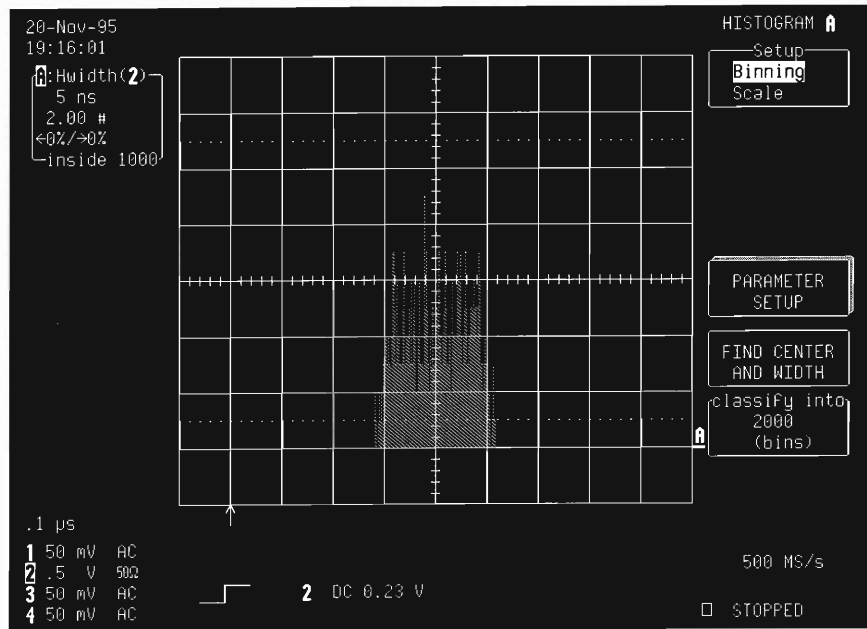 20-Nov-95
19:16:01
A:Hwidth(2)
5 ns
2.00 #
←0%/→0%
inside 1000
HISTOGRAM A
Setup
Binning
Scale
PARAMETER
SETUP
FIND CENTER
AND WIDTH
classify into
2000
(bins)
A
.1 µs
1 50 mV AC
2 .5 V 50Ω
3 50 mV AC
4 50 mV AC
2 DC 0.23 V
500 MS/s
□ STOPPED